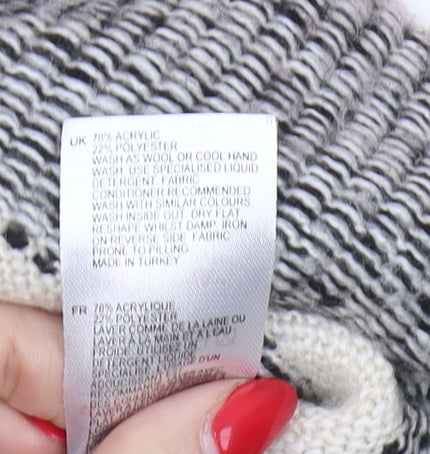 UK 78% ACRYLIC
22% POLYESTER
WASH AS WOOL OR COOL HAND
WASH. USE SPECIALISED LIQUID
DETERGENT. FABRIC
CONDITIONER RECOMMENDED.
WASH WITH SIMILAR COLOURS.
WASH INSIDE OUT. DRY FLAT.
RESHAPE WHILST DAMP. IRON
ON REVERSE SIDE. FABRIC
PRONE TO PILLING.
MADE IN TURKEY
FR 78% ACRYLIQUE
22% POLYESTER
LAVER COMME DE LA LAINE OU
LAVER À LA MAIN À L'EAU
FROIDE. UTILISEZ UN
DÉTERGENT LIQUIDE
D'UN